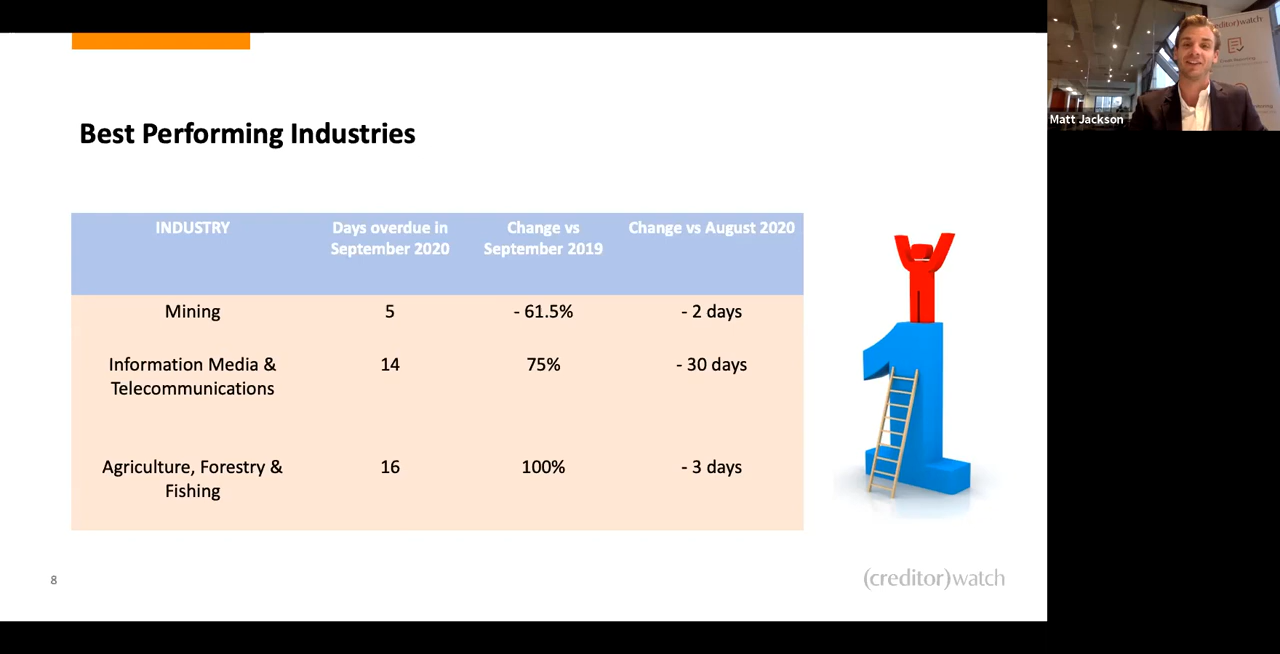 Best Performing Industries
INDUSTRY
Days overdue in
September 2020
Change vs
September 2019
Change vs August 2020
Mining
5
- 61.5%
- 2 days
Information Media &
Telecommunications
14
75%
- 30 days
Agriculture, Forestry &
Fishing
16
100%
- 3 days
8
(creditor)watch
creditor)watch
Matt Jackson